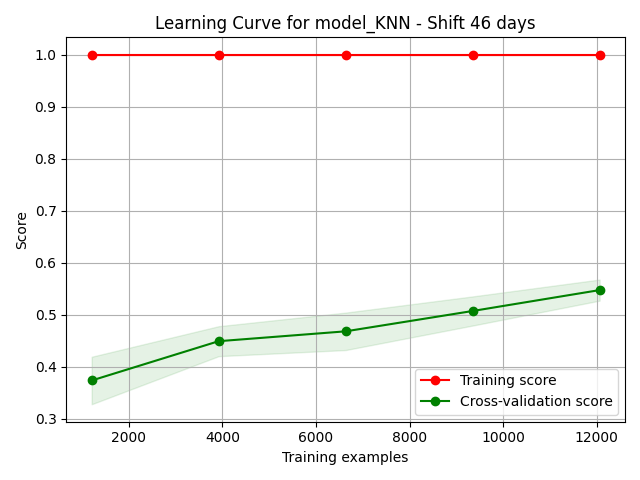 Learning Curve for model_KNN - Shift 46 days
1.0
0.9
0.8
0.7
0.6
0.5
0.4
0.3
Score
Training score
Cross-validation score
2000 4000 6000 8000 10000 12000
Training examples